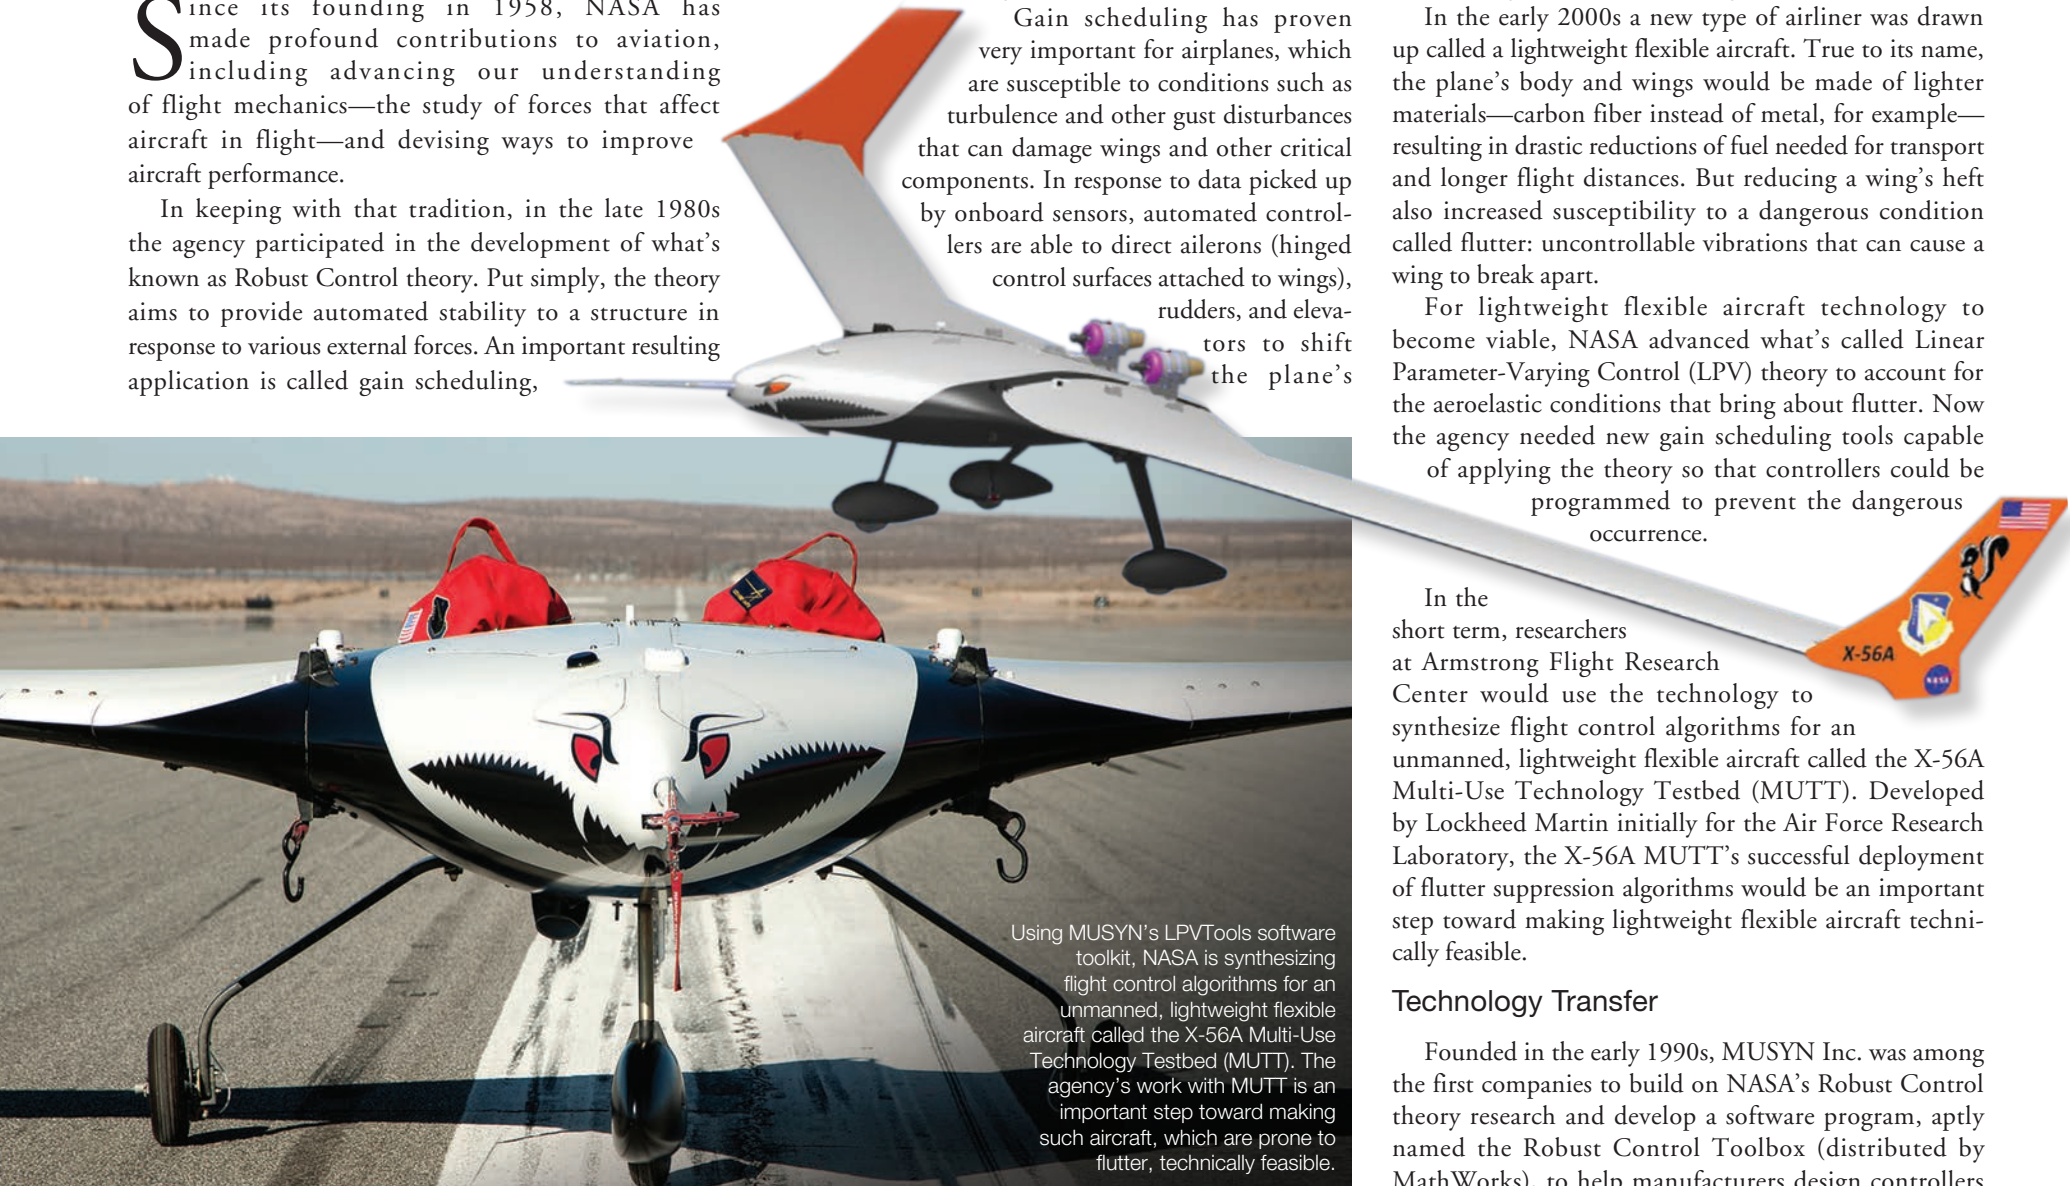 Since its founding in 1958, NASA has
made profound contributions to aviation,
including advancing our understanding
of flight mechanics—the study of forces that affect
aircraft in flight—and devising ways to improve
aircraft performance.
In keeping with that tradition, in the late 1980s
the agency participated in the development of what's
known as Robust Control theory. Put simply, the theory
aims to provide automated stability to a structure in
response to various external forces. An important resulting
application is called gain scheduling,
Gain scheduling has proven
very important for airplanes, which
are susceptible to conditions such as
turbulence and other gust disturbances
that can damage wings and other critical
components. In response to data picked up
by onboard sensors, automated control-
lers are able to direct ailerons (hinged
control surfaces attached to wings),
rudders, and eleva-
tors to shift
the plane's
In the early 2000s a new type of airliner was drawn
up called a lightweight flexible aircraft. True to its name,
the plane's body and wings would be made of lighter
materials—carbon fiber instead of metal, for example—
resulting in drastic reductions of fuel needed for transport
and longer flight distances. But reducing a wing's heft
also increased susceptibility to a dangerous condition
called flutter: uncontrollable vibrations that can cause a
wing to break apart.
For lightweight flexible aircraft technology to
become viable, NASA advanced what's called Linear
Parameter-Varying Control (LPV) theory to account for
the aeroelastic conditions that bring about flutter. Now
the agency needed new gain scheduling tools capable
of applying the theory so that controllers could be
programmed to prevent the dangerous
occurrence.
In the
short term, researchers
at Armstrong Flight Research
Center would use the technology to
synthesize flight control algorithms for an
unmanned, lightweight flexible aircraft called the X-56A
Multi-Use Technology Testbed (MUTT). Developed
by Lockheed Martin initially for the Air Force Research
Laboratory, the X-56A MUTT's successful deployment
of flutter suppression algorithms would be an important
step toward making lightweight flexible aircraft techni-
cally feasible.
Technology Transfer
Founded in the early 1990s, MUSYN Inc. was among
the first companies to build on NASA's Robust Control
theory research and develop a software program, aptly
named the Robust Control Toolbox (distributed by
MathWorks), to help manufacturers design controllers
X-56A
NASA
Using MUSYN's LPVTools software
toolkit, NASA is synthesizing
flight control algorithms for an
unmanned, lightweight flexible
aircraft called the X-56A Multi-Use
Technology Testbed (MUTT). The
agency's work with MUTT is an
important step toward making
such aircraft, which are prone to
flutter, technically feasible.